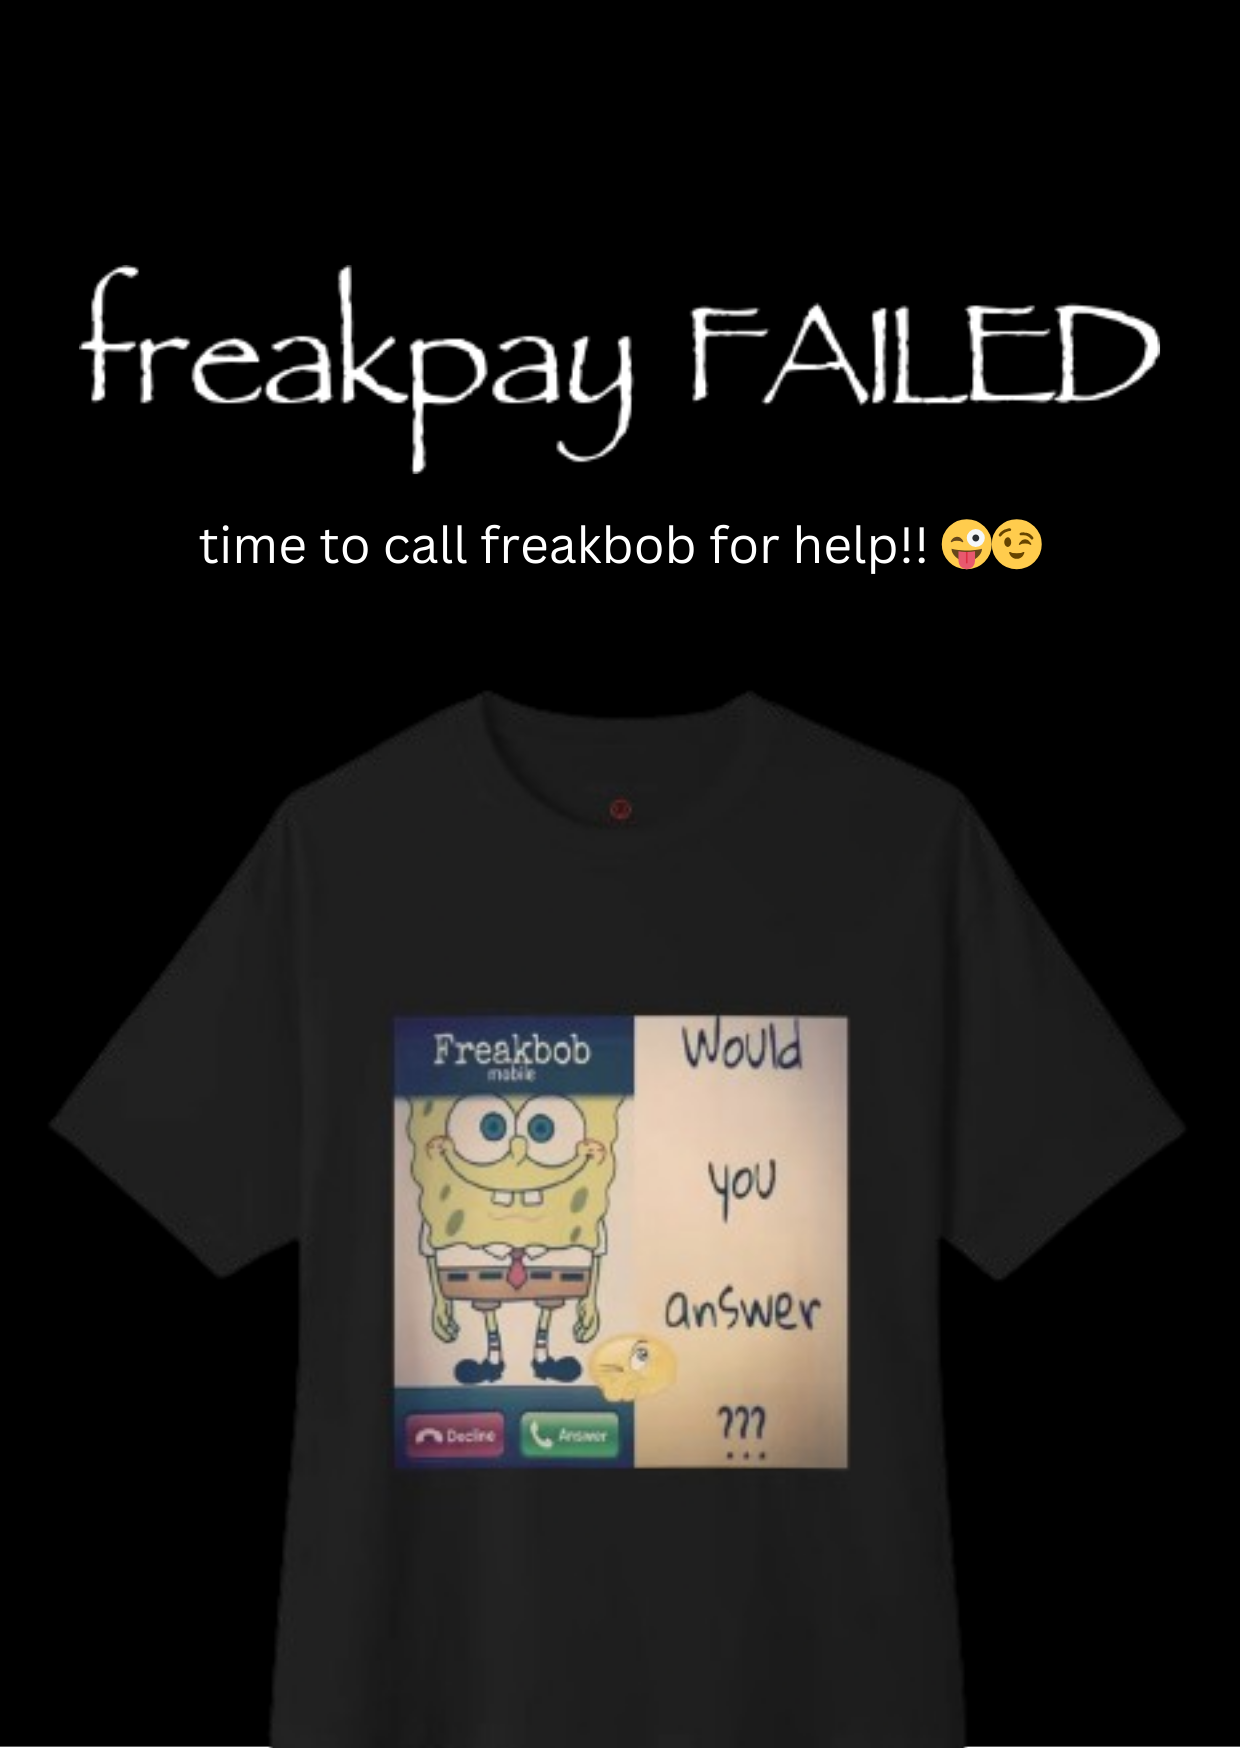 freakpay FAILED
time to call freakbob for help!! 😜😉
Freakbob
mobile
Decline
Answer
Would
you
answer
???
...